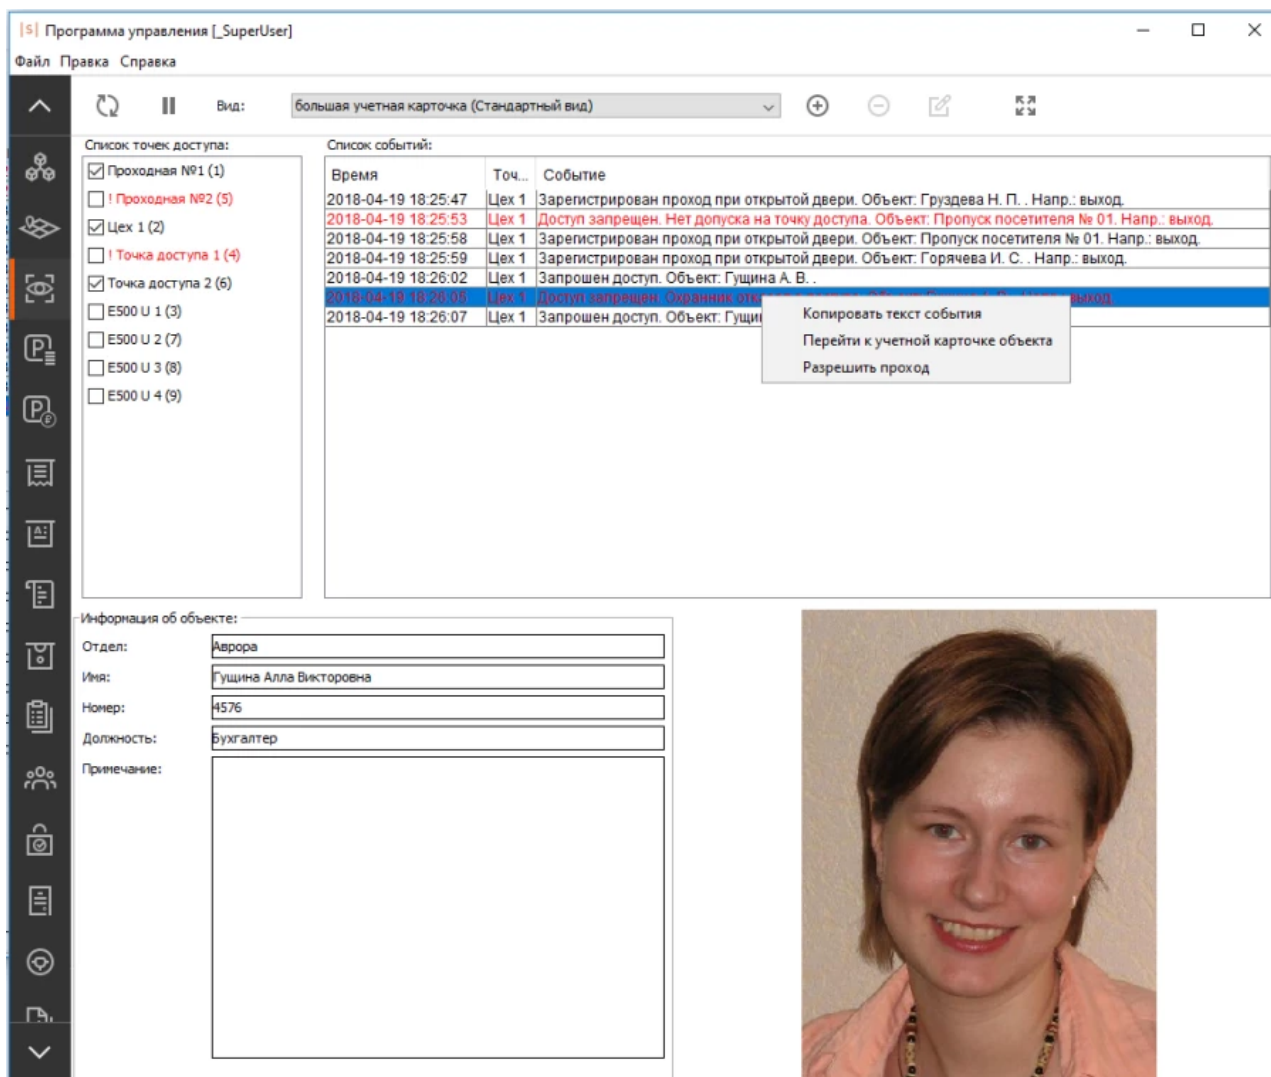 |S| Программа управления [_SuperUser]
Файл Правка Справка
Вид: большая учетная карточка (Стандартный вид)
Список точек доступа:
Проходная №1 (1)
! Проходная №2 (5)
Цех 1 (2)
! Точка доступа 1 (4)
Точка доступа 2 (6)
E500 U 1 (3)
E500 U 2 (7)
E500 U 3 (8)
E500 U 4 (9)
Список событий:
Время Точ... Событие
2018-04-19 18:25:47 Цех 1 Зарегистрирован проход при открытой двери. Объект: Груздева Н. П. . Напр.: выход.
2018-04-19 18:25:53 Цех 1 Доступ запрещен. Нет допуска на точку доступа. Объект: Пропуск посетителя № 01. Напр.: выход.
2018-04-19 18:25:58 Цех 1 Зарегистрирован проход при открытой двери. Объект: Пропуск посетителя № 01. Напр.: выход.
2018-04-19 18:25:59 Цех 1 Зарегистрирован проход при открытой двери. Объект: Горячева И. С. . Напр.: выход.
2018-04-19 18:26:02 Цех 1 Запрошен доступ. Объект: Гущина А. В. .
2018-04-19 18:26:05 Цех 1 Доступ запрещен. Охранник выход.
2018-04-19 18:26:07 Цех 1 Запрошен доступ. Объект:
Копировать текст события
Перейти к учетной карточке объекта
Разрешить проход
Информация об объекте:
Отдел: Аврора
Имя: Гущина Алла Викторовна
Номер: 4576
Должность: Бухгалтер
Примечание: